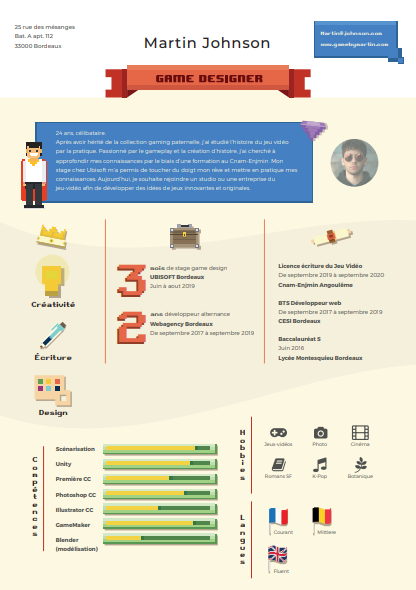 25 rue des mésanges
Bat. A apt. 112
33000 Bordeaux
Martin Johnson
Martin@johnson.com
www.gamebymartin.com
GAME DESIGNER
24 ans célibataire.
Après avoir hérité de la collection gaming paternelle, j'ai étudié l'histoire du jeu vidéo
par la pratique. Passionné par le gameplay et la création d'histoire, j'ai cherché à
approfondir mes connaissances par le biais d'une formation au Cnam-Enjmin. Mon
stage chez Ubisoft m'a permis de toucher du doigt mon rêve et mettre en pratique mes
connaissances. Aujourd'hui, je souhaite rejoindre un studio ou une entreprise du
jeu-vidéo afin de développer des idées de jeux innovantes et originales.
Créativité
Écriture
Design
3 mois de stage game design
UBISOFT Bordeaux
Juin à aout 2019
2 ans développeur alternance
Webagency Bordeaux
De septembre 2017 à septembre 2019
Licence écriture du Jeu Vidéo
De septembre 2019 à septembre 2020
Cnam-Enjmin Angoulême
BTS Développeur web
De septembre 2017 à septembre 2019
CESI Bordeaux
Baccalauréat S
Juin 2016
Lycée Montesquieu Bordeaux
Compétences
Scénarisation
Unity
Première CC
Photoshop CC
Illustrator CC
GameMaker
Blender
(modélisation)
Hobbies
Jeux-vidéos Photo Cinéma
Romans SF K-Pop Botanique
Langues
Courant Mittlere
Fluent